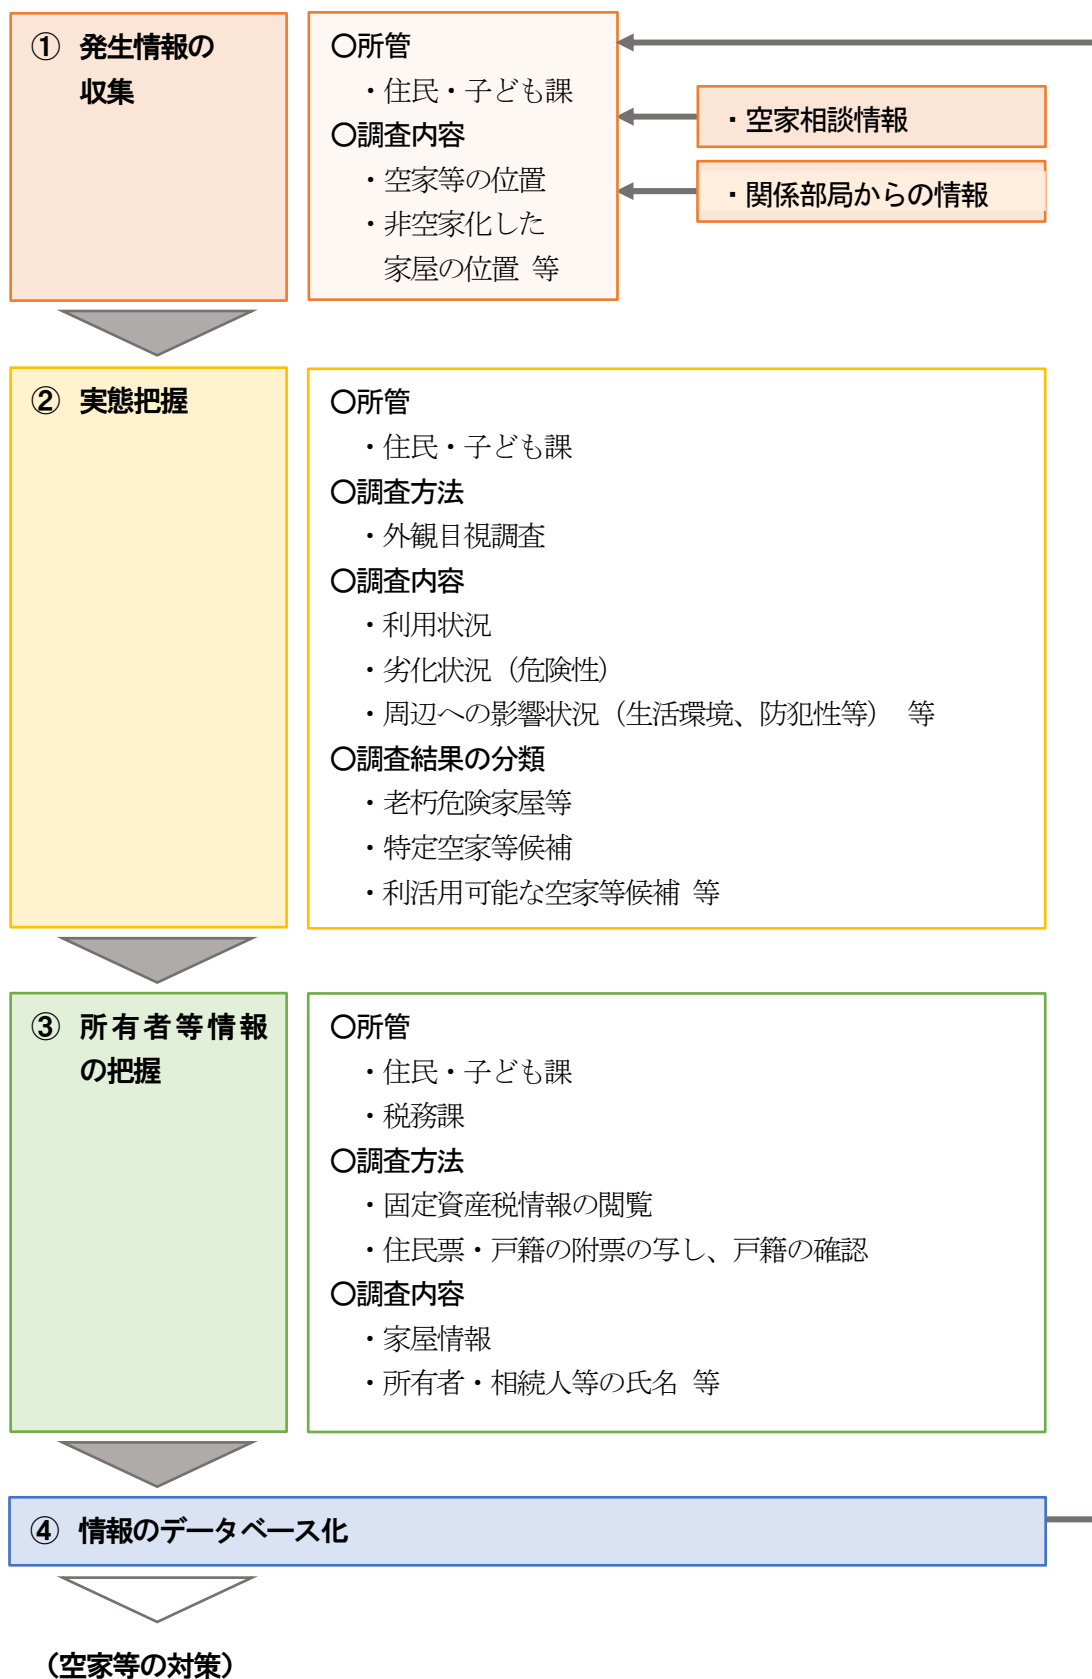 ① 発生情報の
収集
〇所管
・住民・子ども課
〇調査内容
・空家等の位置
・非空家化した
家屋の位置 等
・空家相談情報
・関係部局からの情報
② 実態把握
〇所管
・住民・子ども課
〇調査方法
・外観目視調査
〇調査内容
・利用状況
・劣化状況（危険性）
・周辺への影響状況（生活環境、防犯性等） 等
〇調査結果の分類
・老朽危険家屋等
・特定空家等候補
・利活用可能な空家等候補 等
③ 所有者等情報
の把握
〇所管
・住民・子ども課
・税務課
〇調査方法
・固定資産税情報の閲覧
・住民票・戸籍の附票の写し、戸籍の確認
〇調査内容
・家屋情報
・所有者・相続人等の氏名 等
④ 情報のデータベース化
（空家等の対策）